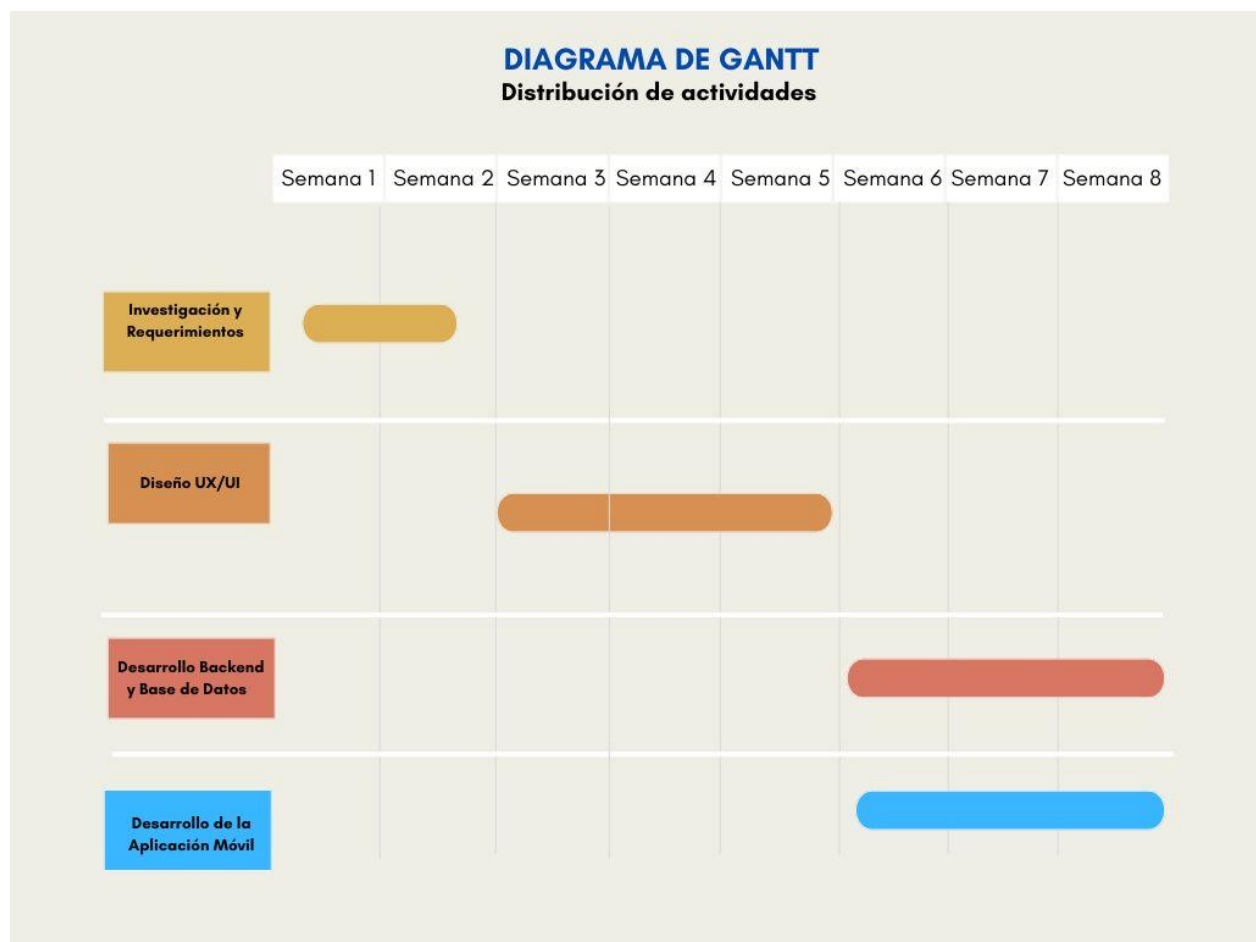 DIAGRAMA DE GANTT
Distribución de actividades
Semana 1 Semana 2 Semana 3 Semana 4 Semana 5 Semana 6 Semana 7 Semana 8
Investigación y
Requerimientos
Diseño UX/UI
Desarrollo Backend
y Base de Datos
Desarrollo de la
Aplicación Móvil